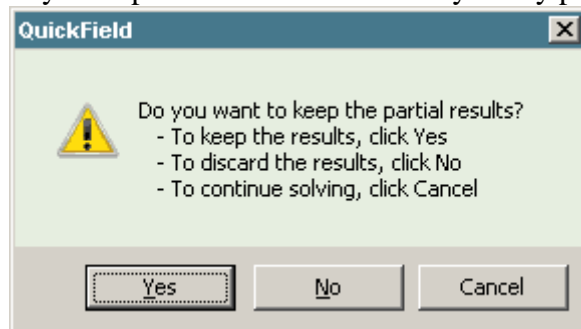 QuickField
Do you want to keep the partial results?
- To keep the results, click Yes
- To discard the results, click No
- To continue solving, click Cancel
Yes No Cancel